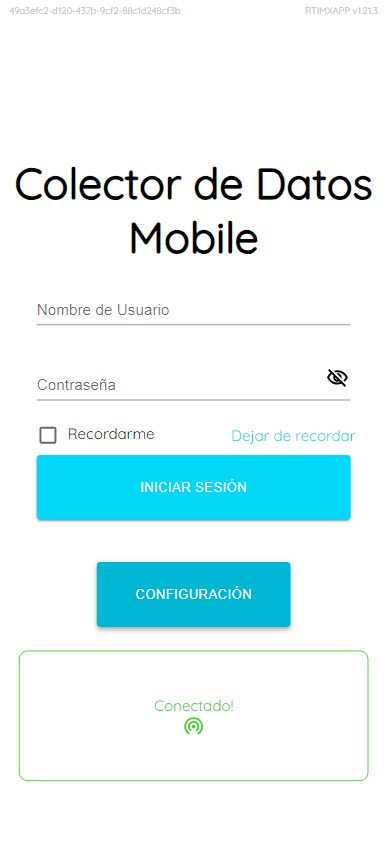 49a3efc2-d120-437b-9cf2-88c1d248cf3b
RTIMXAPP v1.21.3
Colector de Datos
Mobile
Nombre de Usuario
Contraseña
Recordarme
Dejar de recordar
INICIAR SESIÓN
CONFIGURACIÓN
Conectado!